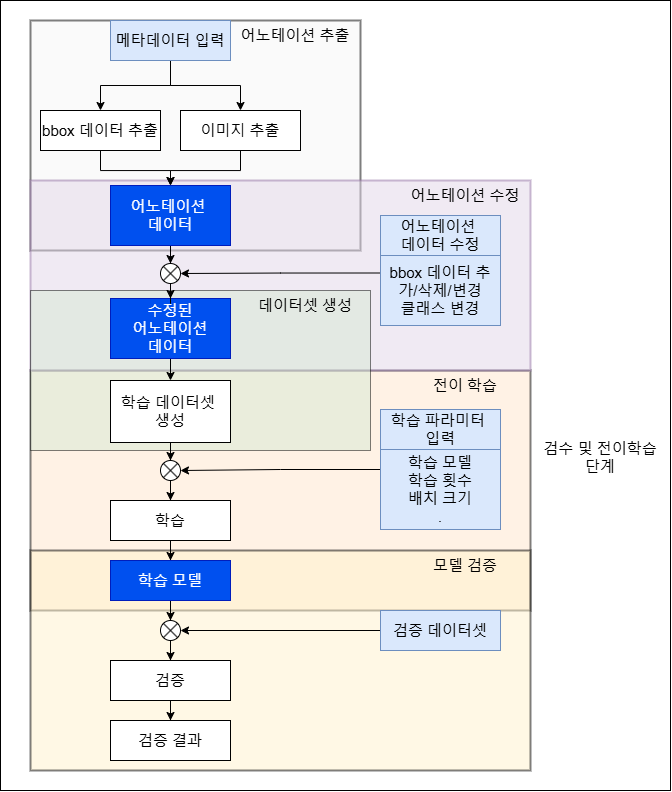 메타데이터 입력
어노테이션 추출
bbox 데이터 추출
이미지 추출
어노테이션 수정
어노테이션
데이터
어노테이션
데이터 수정
bbox 데이터 추
가/삭제/변경
클래스 변경
데이터셋 생성
수정된
어노테이션
데이터
전이 학습
학습 데이터셋
생성
학습 파라미터
입력
학습 모델
학습 횟수
배치 크기
.
검수 및 전이학습
단계
학습
모델 검증
학습 모델
검증 데이터셋
검증
검증 결과